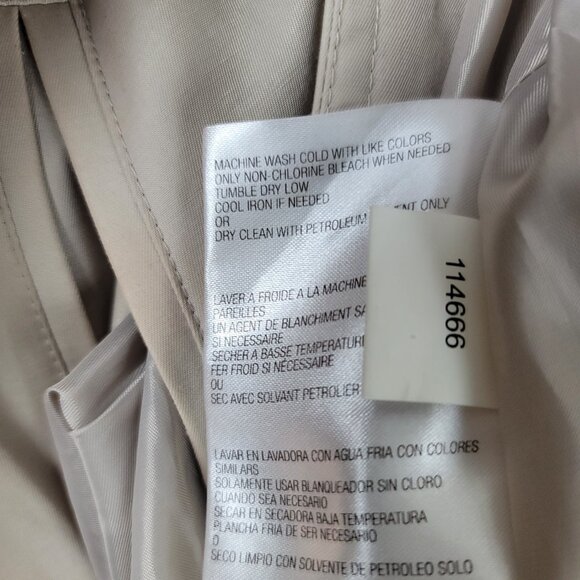 MACHINE WASH COLD WITH LIKE COLORS
ONLY NON-CHLORINE BLEACH WHEN NEEDED
TUMBLE DRY LOW
COOL IRON IF NEEDED
OR
DRY CLEAN WITH PETROLEUM ONLY
LAVER A FROIDE A LA MACHINE
PAREILLES
UN AGENT DE BLANCHIMENT
SI NECESSAIRE
SECHER A BASSE
FER FROID SI NÉCESSAIRE
OU
SEC AVEC SOLVANT PETROLIER
LAVAR EN LAVADORA CON AGUA FRIA CON COLORES
SIMILARS
SOLAMENTE USAR BLANQUEADOR SIN CLORO
CUANDO SEA NECESARIO
SECAR EN SECADORA BAJA TEMPERATURA
PLANCHA FRIA DE SER NECESARIO
O
SECO LIMPIO CON SOLVENTE DE PETROLEO SOLO
114666